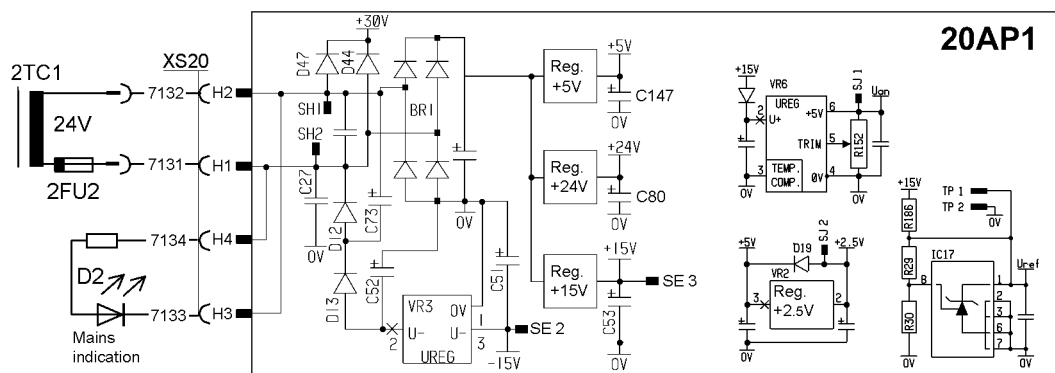 20AP1
2TC1
XS20
24V
2FU2
7132
7131
7134
7133
H2
H1
H4
H3
D2
Mains
indication
+30V
D47
D44
SH1
SH2
BR1
C27
0V
D12
C73
D13
C52
C51
0V
VR3
0V
U-
U-
UREG
2
1
3
SE 2
-15V
Reg.
+5V
+5V
C147
0V
Reg.
+24V
+24V
C80
0V
Reg.
+15V
+15V
SE 3
C53
0V
+15V
VR6
SJ 1
Uan
2
UREG
U+
+5V
6
TRIM
5
R152
TEMP.
COMP.
0V
3
4
0V
0V
+5V
D19
SJ 2
+2.5V
VR2
3
Reg.
+2.5V
2
0V
0V
+15V
TP 1
TP 2
0V
R186
R29
R30
IC17
8
1
2
3
6
7
Uref
0V
0V